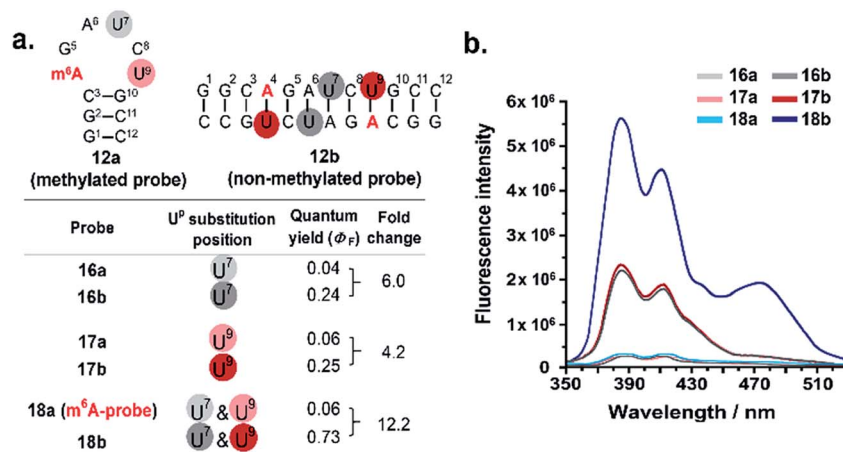 a.
A⁶ U⁷
G⁵ C⁸
m⁶A U⁹
C³–G¹⁰
G²–C¹¹
G¹–C¹²
12a
(methylated probe)
1 2 3 4 5 6 7 8 9 10 11 12
G G C A G A U C U G C C
C C G U C U A G A C G G
12b
(non-methylated probe)
Probe Uᵖ substitution position Quantum yield (Φ_F) Fold change
16a U⁷ 0.04
6.0
16b U⁷ 0.24
17a U⁹ 0.06
4.2
17b U⁹ 0.25
18a (m⁶A-probe) U⁷ & U⁹ 0.06
12.2
18b U⁷ & U⁹ 0.73
b.
16a 16b
17a 17b
18a 18b
6x 10⁶
5x 10⁶
4x 10⁶
3x 10⁶
2x 10⁶
1x 10⁶
0
350 390 430 470 510
Fluorescence intensity
Wavelength / nm